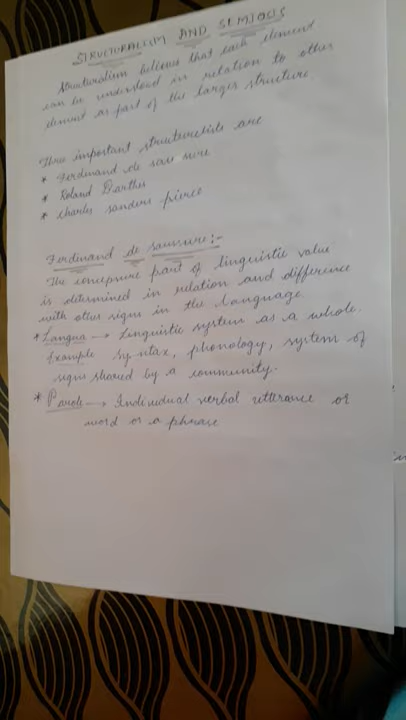 STRUCTURALISM AND SEMIOTICS
Structuralism believes that each element
can be understood in relation to other
element as part of the larger structure.
Three important structuralists are
* Ferdinand de saussure
* Roland Barthes
* Charles sanders pierce
Ferdinand de saussure :-
The conceptual part of linguistic value
is determined in relation and difference
with other signs in the language.
* Langua → Linguistic system as a whole.
Example syntax, phonology, system of
signs shared by a community.
* Parole → Individual verbal utterance or
word or a phrase